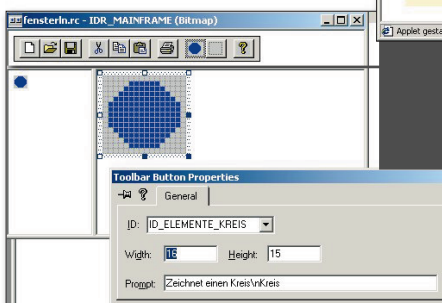 fensterln.rc - IDR_MAINFRAME (Bitmap)
Applet gesta
Toolbar Button Properties
General
ID: ID_ELEMENTE_KREIS
Width: 16 Height: 15
Prompt: Zeichnet einen Kreis\nKreis